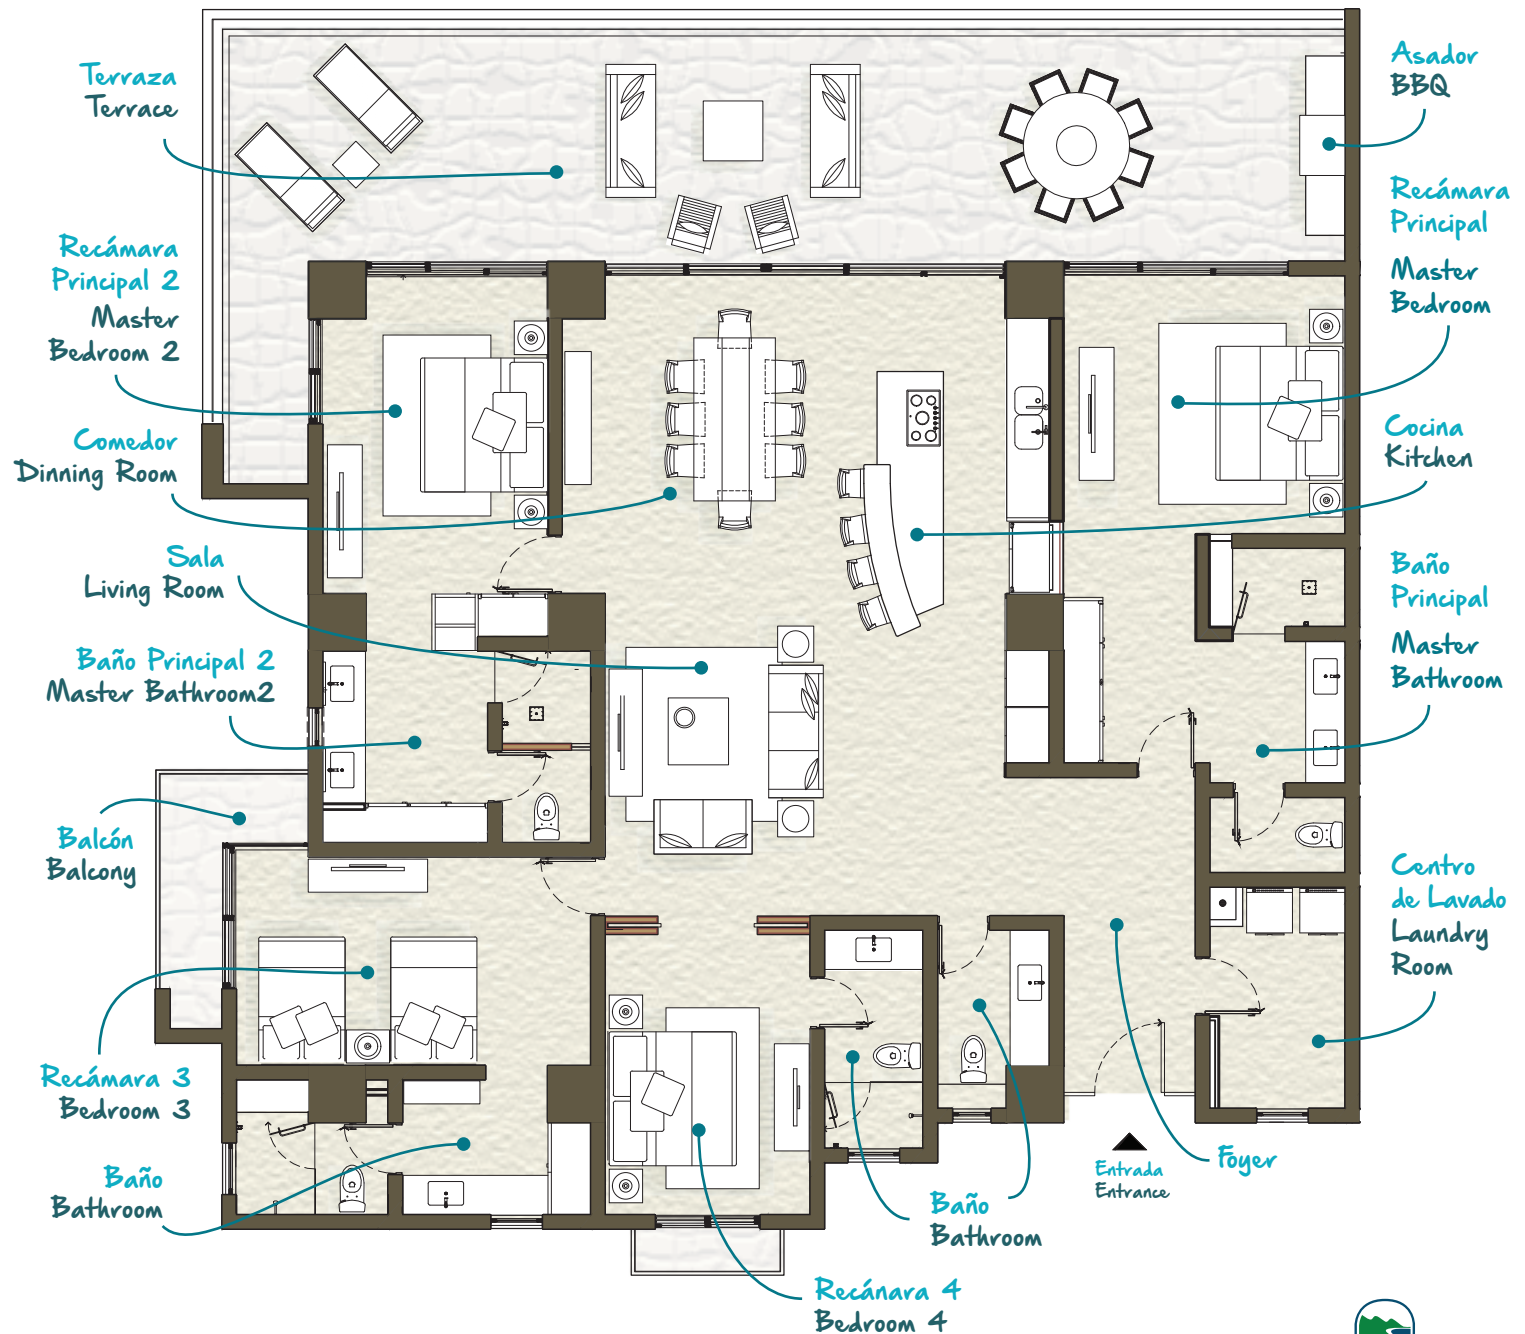 Terraza
Terrace
Asador
BBQ
Recámara
Principal
Master
Bedroom
Recámara
Principal 2
Master
Bedroom 2
Comedor
Dinning Room
Cocina
Kitchen
Sala
Living Room
Baño
Principal
Master
Bathroom
Baño Principal 2
Master Bathroom2
Balcón
Balcony
Centro
de Lavado
Laundry
Room
Recámara 3
Bedroom 3
Baño
Bathroom
Entrada
Entrance
Foyer
Baño
Bathroom
Recánara 4
Bedroom 4